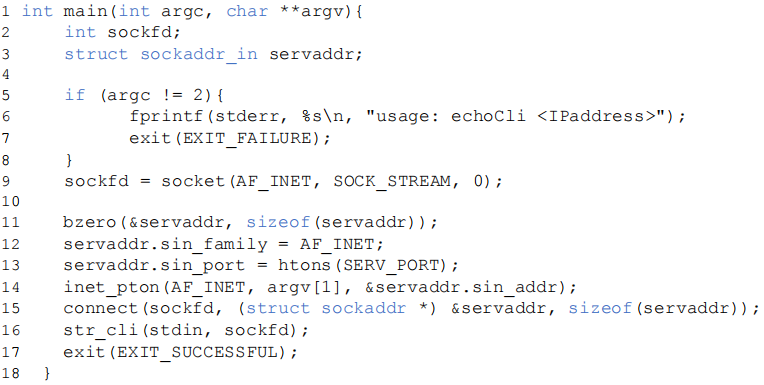 1 int main(int argc, char **argv){
2 int sockfd;
3 struct sockaddr_in servaddr;
4
5 if (argc != 2){
6 fprintf(stderr, %s\n, "usage: echoCli <IPaddress>");
7 exit(EXIT_FAILURE);
8 }
9 sockfd = socket(AF_INET, SOCK_STREAM, 0);
10
11 bzero(&servaddr, sizeof(servaddr));
12 servaddr.sin_family = AF_INET;
13 servaddr.sin_port = htons(SERV_PORT);
14 inet_pton(AF_INET, argv[1], &servaddr.sin_addr);
15 connect(sockfd, (struct sockaddr *) &servaddr, sizeof(servaddr));
16 str_cli(stdin, sockfd);
17 exit(EXIT_SUCCESSFUL);
18 }